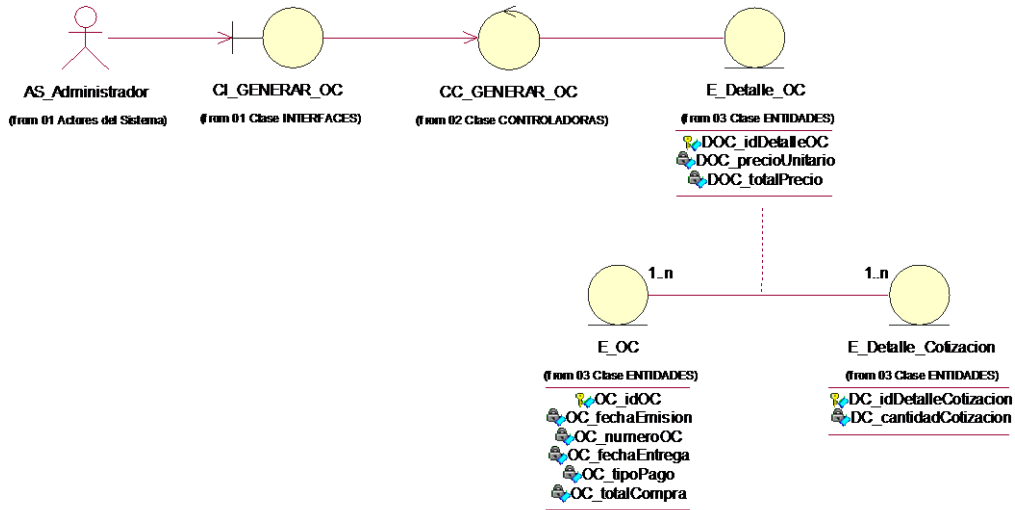 AS_Administrador
(from 01 Actores del Sistema)
CI_GENERAR_OC
(from 01 Clase INTERFACES)
CC_GENERAR_OC
(from 02 Clase CONTROLADORAS)
E_Detalle_OC
(from 03 Clase ENTIDADES)
DOC_idDetalleOC
DOC_precioUnitario
DOC_totalPrecio
1..n
1..n
E_OC
(from 03 Clase ENTIDADES)
OC_idOC
OC_fechaEmision
OC_numeroOC
OC_fechaEntrega
OC_tipoPago
OC_totalCompra
E_Detalle_Cotizacion
(from 03 Clase ENTIDADES)
DC_idDetalleCotizacion
DC_cantidadCotizacion